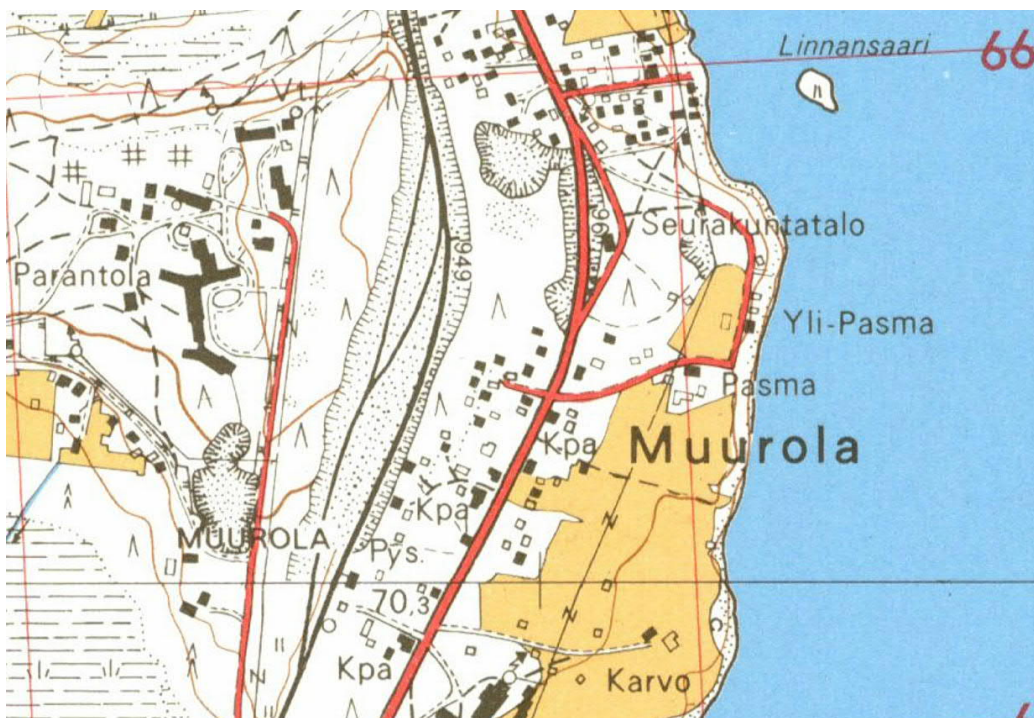 Linnansaari
66
Seurakuntatalo
949
Parantola
Yli-Pasma
Pasma
Kpa
Muurola
Kpa
MUUROLA
Pys.
70,3
Kpa
Karvo